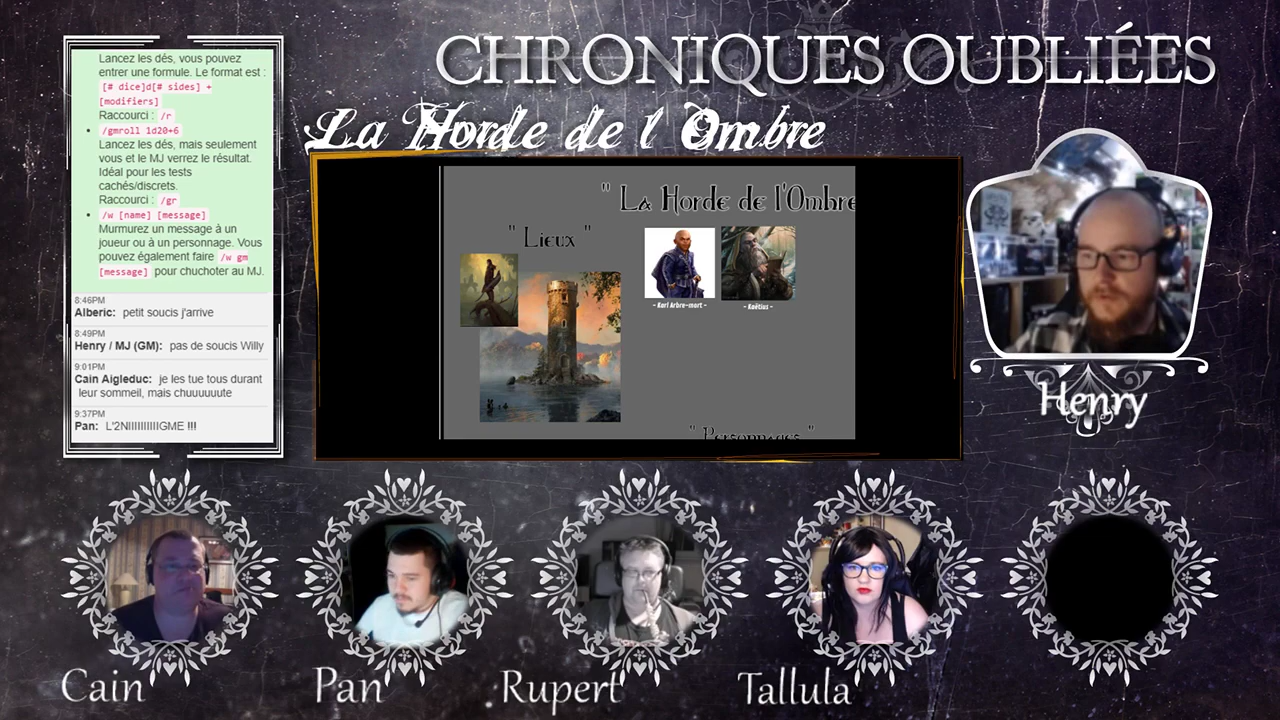 CHRONIQUES OUBLIÉES
La Horde de l'Ombre
Lancez les dés, vous pouvez
entrer une formule. Le format est :
[# dice]d[# sides] +
[modifiers]
Raccourci : /r
• /gmroll 1d20+6
Lancez les dés, mais seulement
vous et le MJ verrez le résultat.
Idéal pour les tests
cachés/discrets.
Raccourci : /gr
• /w [name] [message]
Murmurez un message à un
joueur ou à un personnage. Vous
pouvez également faire /w gm
[message] pour chuchoter au MJ.
8:46PM
Alberic: petit soucis j'arrive
8:49PM
Henry / MJ (GM): pas de soucis Willy
9:01PM
Cain Aigleduc: je les tue tous durant
leur sommeil, mais chuuuuuute
9:37PM
Pan: L'2NIIIIIIIIIIGME !!!
" La Horde de l'Ombre
" Lieux "
- Karl Arbre-mort -
- Kaëlius -
" Personnages "
Henry
Cain
Pan
Rupert
Tallula